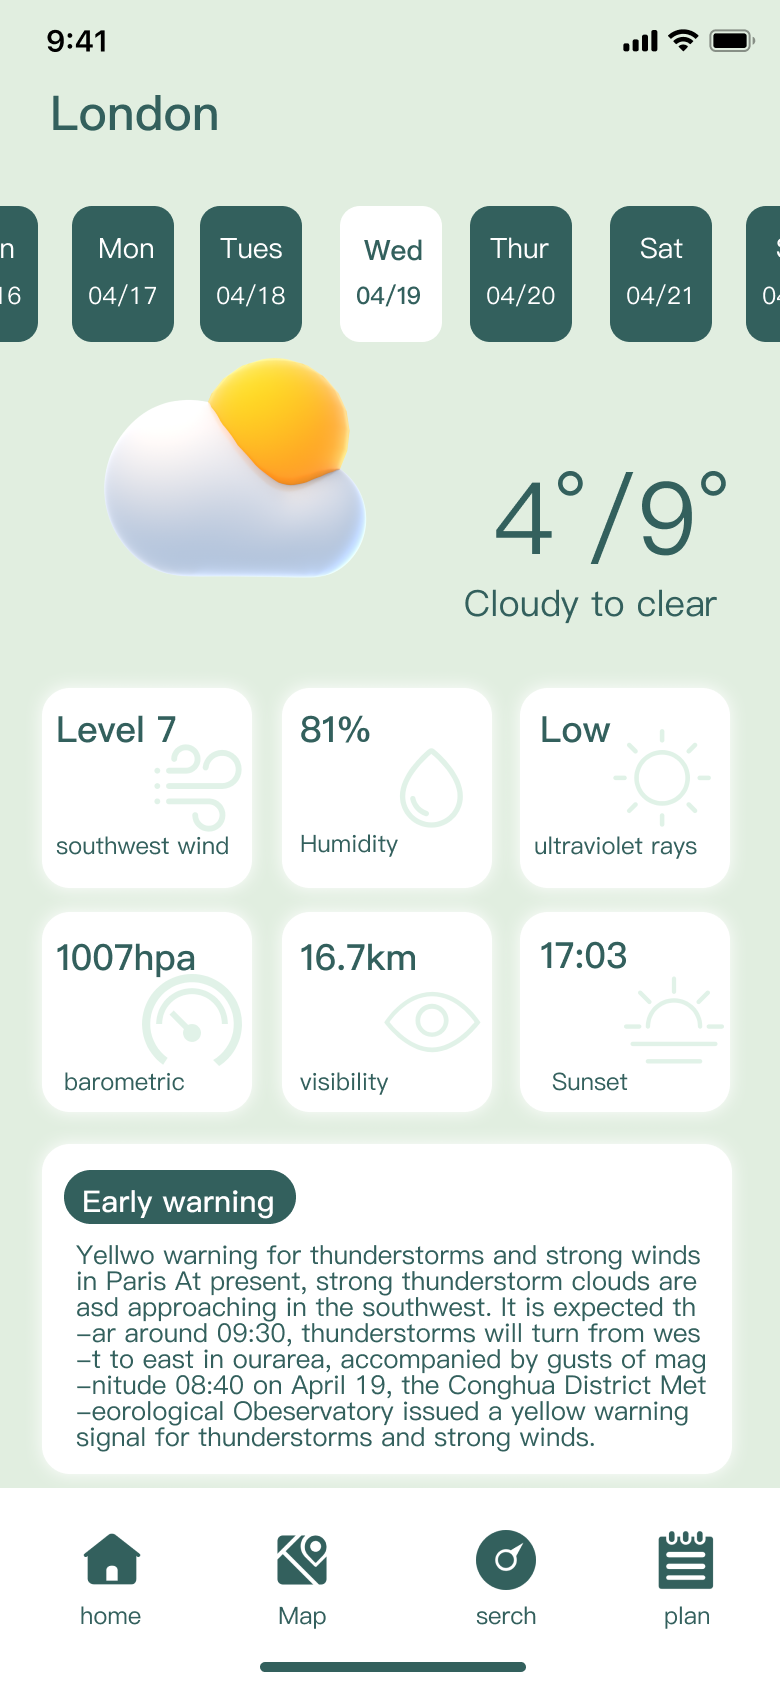 9:41
London
n Mon Tues Wed Thur Sat
16 04/17 04/18 04/19 04/20 04/21 04
4°/9°
Cloudy to clear
Level 7
southwest wind
81%
Humidity
Low
ultraviolet rays
1007hpa
barometric
16.7km
visibility
17:03
Sunset
Early warning
Yellwo warning for thunderstorms and strong winds
in Paris At present, strong thunderstorm clouds are
asd approaching in the southwest. It is expected th
–ar around 09:30, thunderstorms will turn from wes
–t to east in ourarea, accompanied by gusts of mag
–nitude 08:40 on April 19, the Conghua District Met
–eorological Obeservatory issued a yellow warning
signal for thunderstorms and strong winds.
home Map serch plan